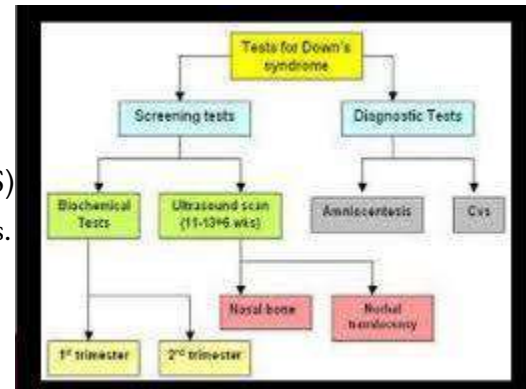 Tests for Down's
syndrome
Screening tests
Diagnostic Tests
S)
s.
Biochemical
Tests
Ultrasound scan
(11-13+6 wks)
Amniocentesis
Cvs
Nasal bone
Nuchal
translucency
1st trimester
2nd trimester